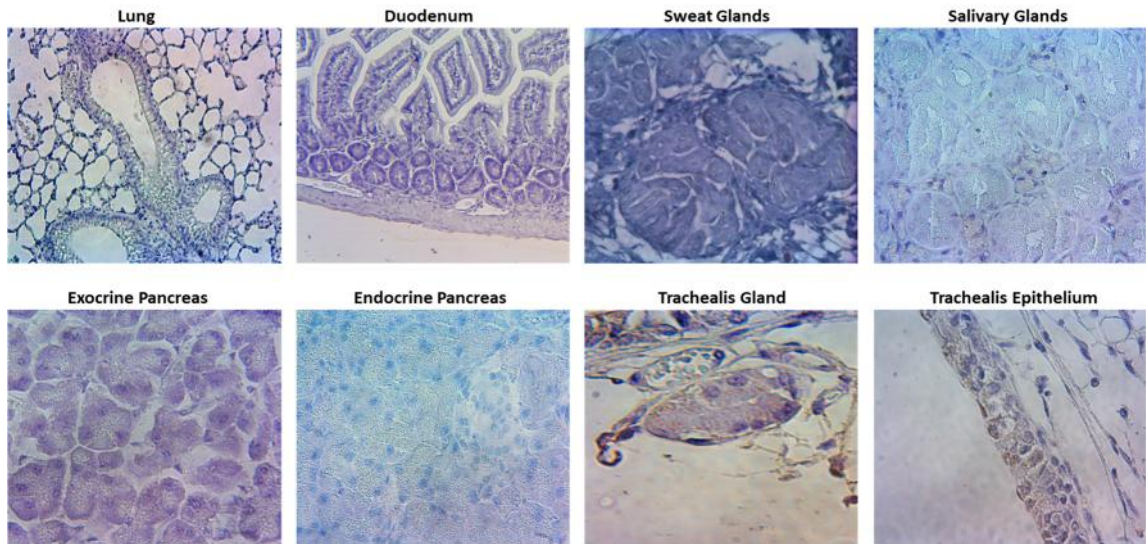 Lung
Duodenum
Sweat Glands
Salivary Glands
Exocrine Pancreas
Endocrine Pancreas
Trachealis Gland
Trachealis Epithelium